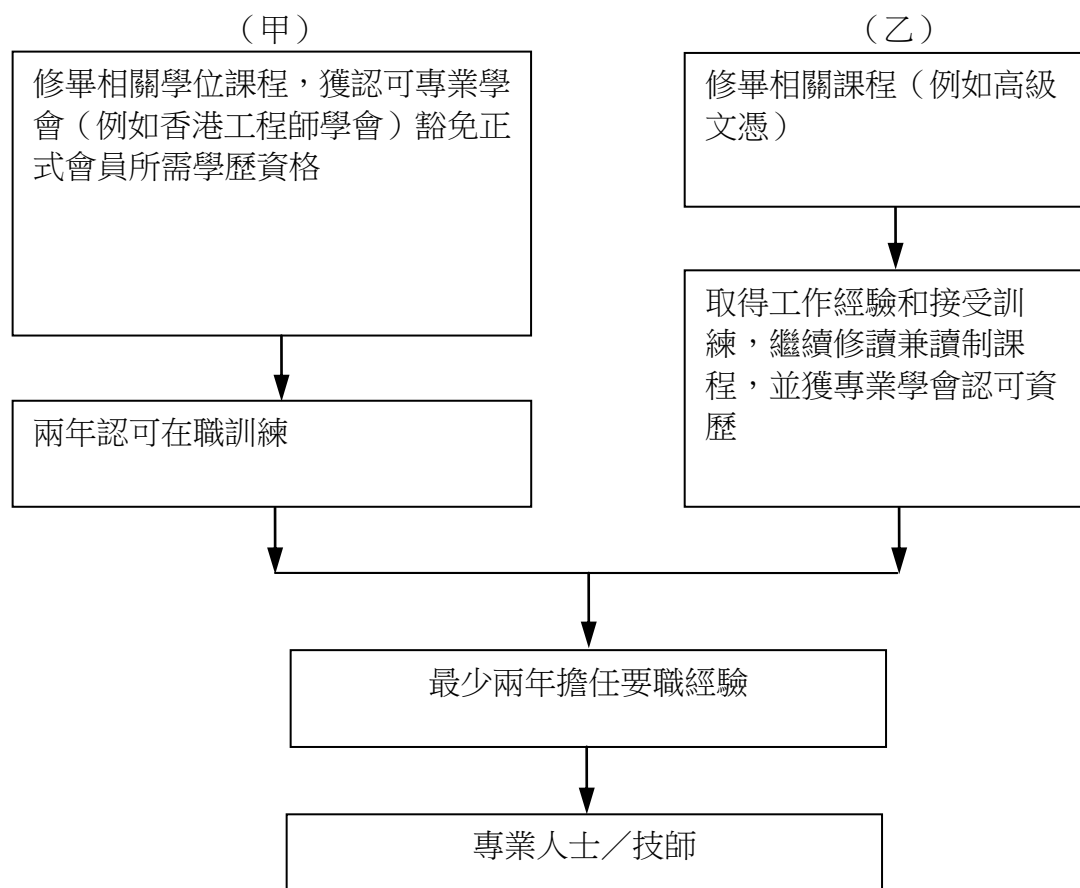 （甲）
修畢相關學位課程，獲認可專業學
會（例如香港工程師學會）豁免正
式會員所需學歷資格
兩年認可在職訓練
（乙）
修畢相關課程（例如高級
文憑）
取得工作經驗和接受訓
練，繼續修讀兼讀制課
程，並獲專業學會認可資
歷
最少兩年擔任要職經驗
專業人士／技師